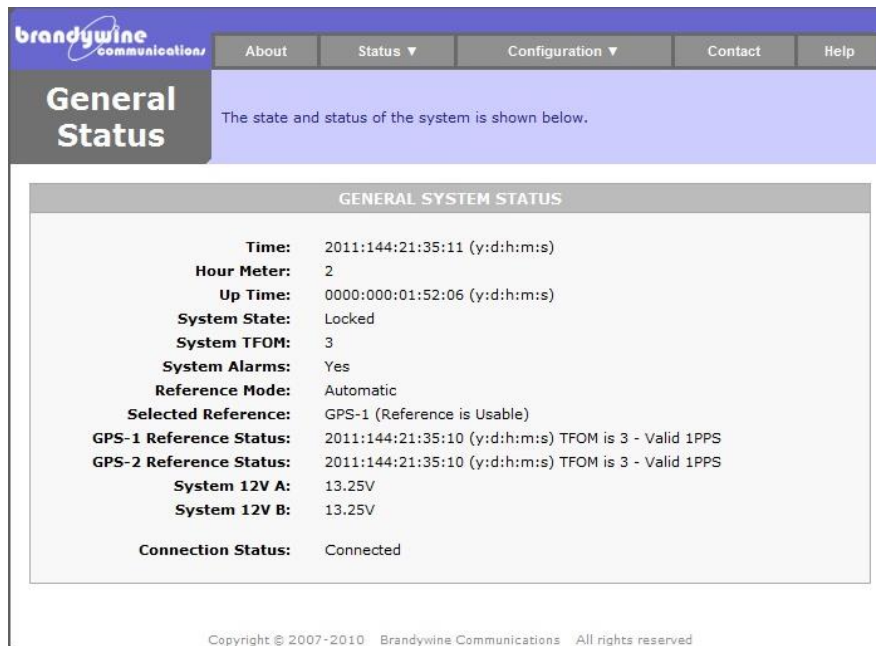 brandywine
communications
About Status ▼ Configuration ▼ Contact Help
General
Status
The state and status of the system is shown below.
GENERAL SYSTEM STATUS
Time: 2011:144:21:35:11 (y:d:h:m:s)
Hour Meter: 2
Up Time: 0000:000:01:52:06 (y:d:h:m:s)
System State: Locked
System TFOM: 3
System Alarms: Yes
Reference Mode: Automatic
Selected Reference: GPS-1 (Reference is Usable)
GPS-1 Reference Status: 2011:144:21:35:10 (y:d:h:m:s) TFOM is 3 - Valid 1PPS
GPS-2 Reference Status: 2011:144:21:35:10 (y:d:h:m:s) TFOM is 3 - Valid 1PPS
System 12V A: 13.25V
System 12V B: 13.25V
Connection Status: Connected
Copyright © 2007-2010 Brandywine Communications All rights reserved